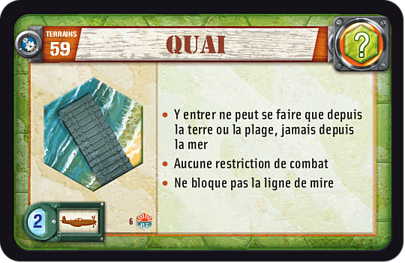 TERRAINS
59
QUAI
?
• Y entrer ne peut se faire que depuis
la terre ou la plage, jamais depuis
la mer
• Aucune restriction de combat
• Ne bloque pas la ligne de mire
2
6